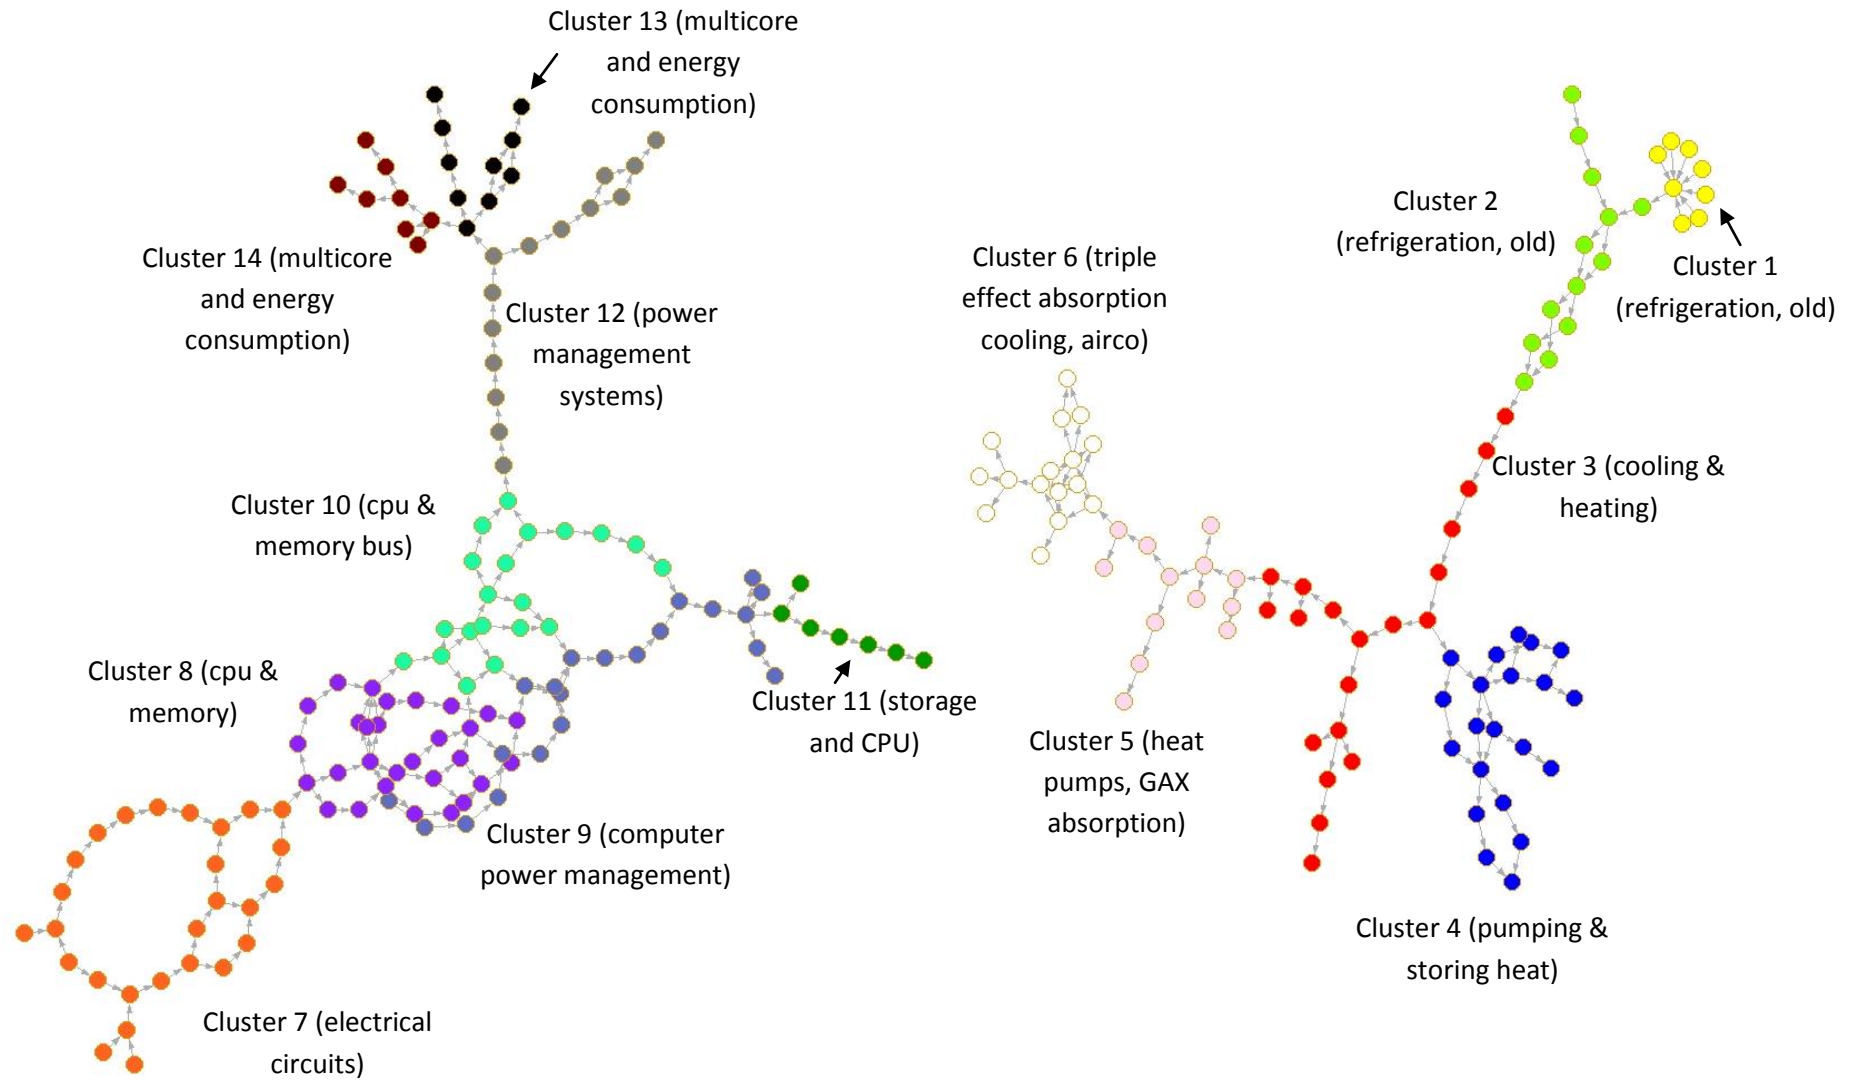 Cluster 13 (multicore
and energy
consumption)
Cluster 14 (multicore
and energy
consumption)
Cluster 12 (power
management
systems)
Cluster 10 (cpu &
memory bus)
Cluster 8 (cpu &
memory)
Cluster 11 (storage
and CPU)
Cluster 9 (computer
power management)
Cluster 7 (electrical
circuits)
Cluster 2
(refrigeration, old)
Cluster 1
(refrigeration, old)
Cluster 6 (triple
effect absorption
cooling, airco)
Cluster 3 (cooling &
heating)
Cluster 5 (heat
pumps, GAX
absorption)
Cluster 4 (pumping &
storing heat)